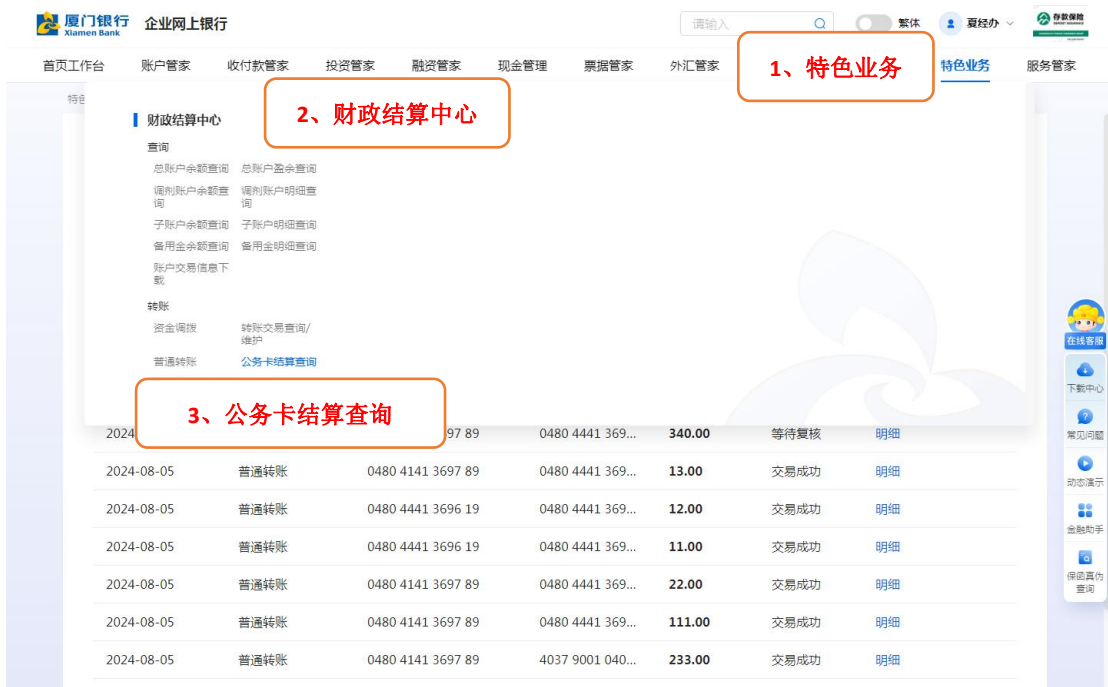 厦门银行 企业网上银行
Xiamen Bank
请输入
繁体
夏经办
存款保险
首页工作台 账户管家 收付款管家 投资管家 融资管家 现金管理 票据管家 外汇管家 特色业务 服务管家
1、特色业务
特色
财政结算中心
2、财政结算中心
查询
总账户余额查询 总账户盈余查询
调剂账户余额查 调剂账户明细查
询 询
子账户余额查询 子账户明细查询
备用金余额查询 备用金明细查询
账户交易信息下
载
转账
资金调拨 转账交易查询/
维护
普通转账 公务卡结算查询
3、公务卡结算查询
2024 97 89 0480 4441 369... 340.00 等待复核 明细
2024-08-05 普通转账 0480 4141 3697 89 0480 4441 369... 13.00 交易成功 明细
2024-08-05 普通转账 0480 4441 3696 19 0480 4441 369... 12.00 交易成功 明细
2024-08-05 普通转账 0480 4441 3696 19 0480 4441 369... 11.00 交易成功 明细
2024-08-05 普通转账 0480 4141 3697 89 0480 4441 369... 22.00 交易成功 明细
2024-08-05 普通转账 0480 4141 3697 89 0480 4441 369... 111.00 交易成功 明细
2024-08-05 普通转账 0480 4141 3697 89 4037 9001 040... 233.00 交易成功 明细
在线客服
下载中心
常见问题
动态演示
金融助手
保函真伪
查询